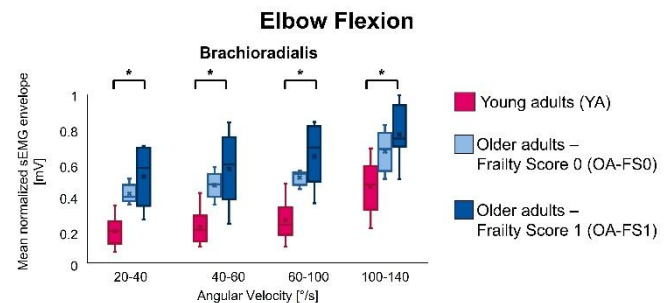 Elbow Flexion
Brachioradialis
Mean normalized sEMG envelope
[mV]
* * * *
1
0.8
0.6
0.4
0.2
0
20-40 40-60 60-100 100-140
Angular Velocity [°/s]
Young adults (YA)
Older adults –
Frailty Score 0 (OA-FS0)
Older adults –
Frailty Score 1 (OA-FS1)